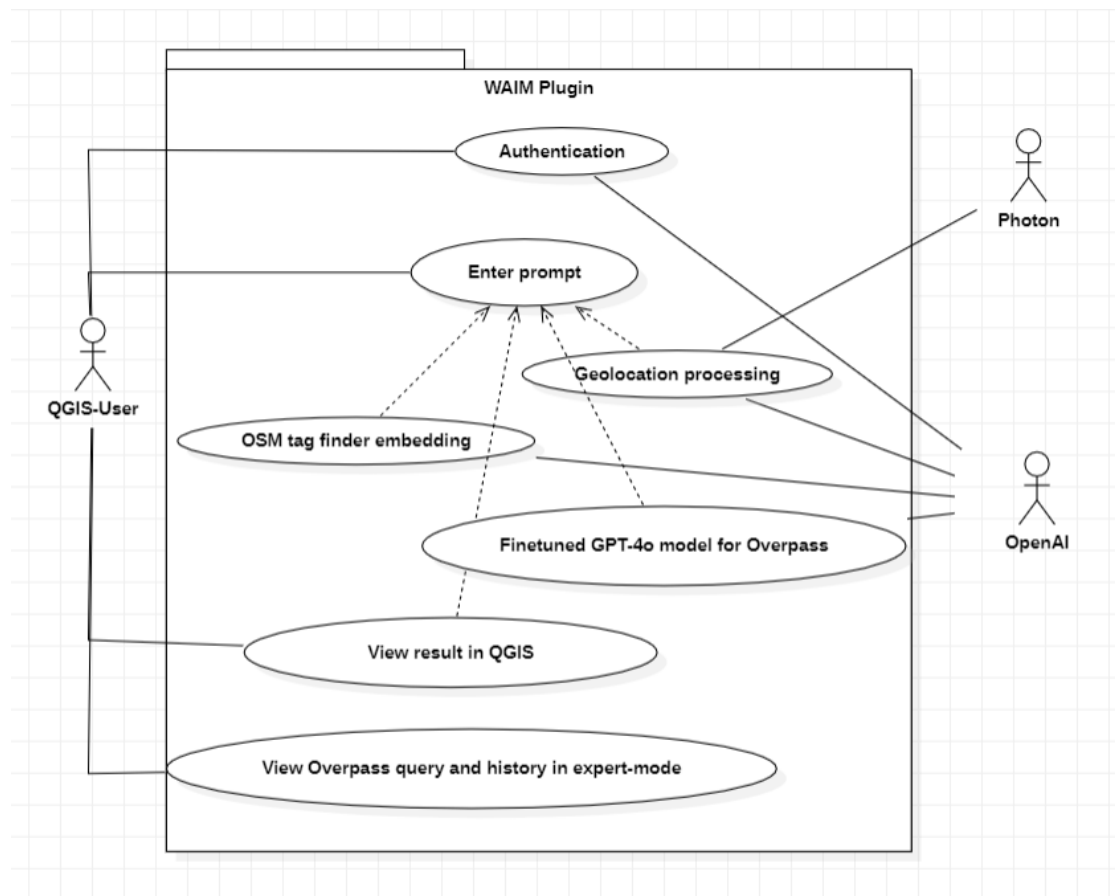 WAIM Plugin
Authentication
Photon
Enter prompt
Geolocation processing
QGIS-User
OSM tag finder embedding
OpenAI
Finetuned GPT-4o model for Overpass
View result in QGIS
View Overpass query and history in expert-mode